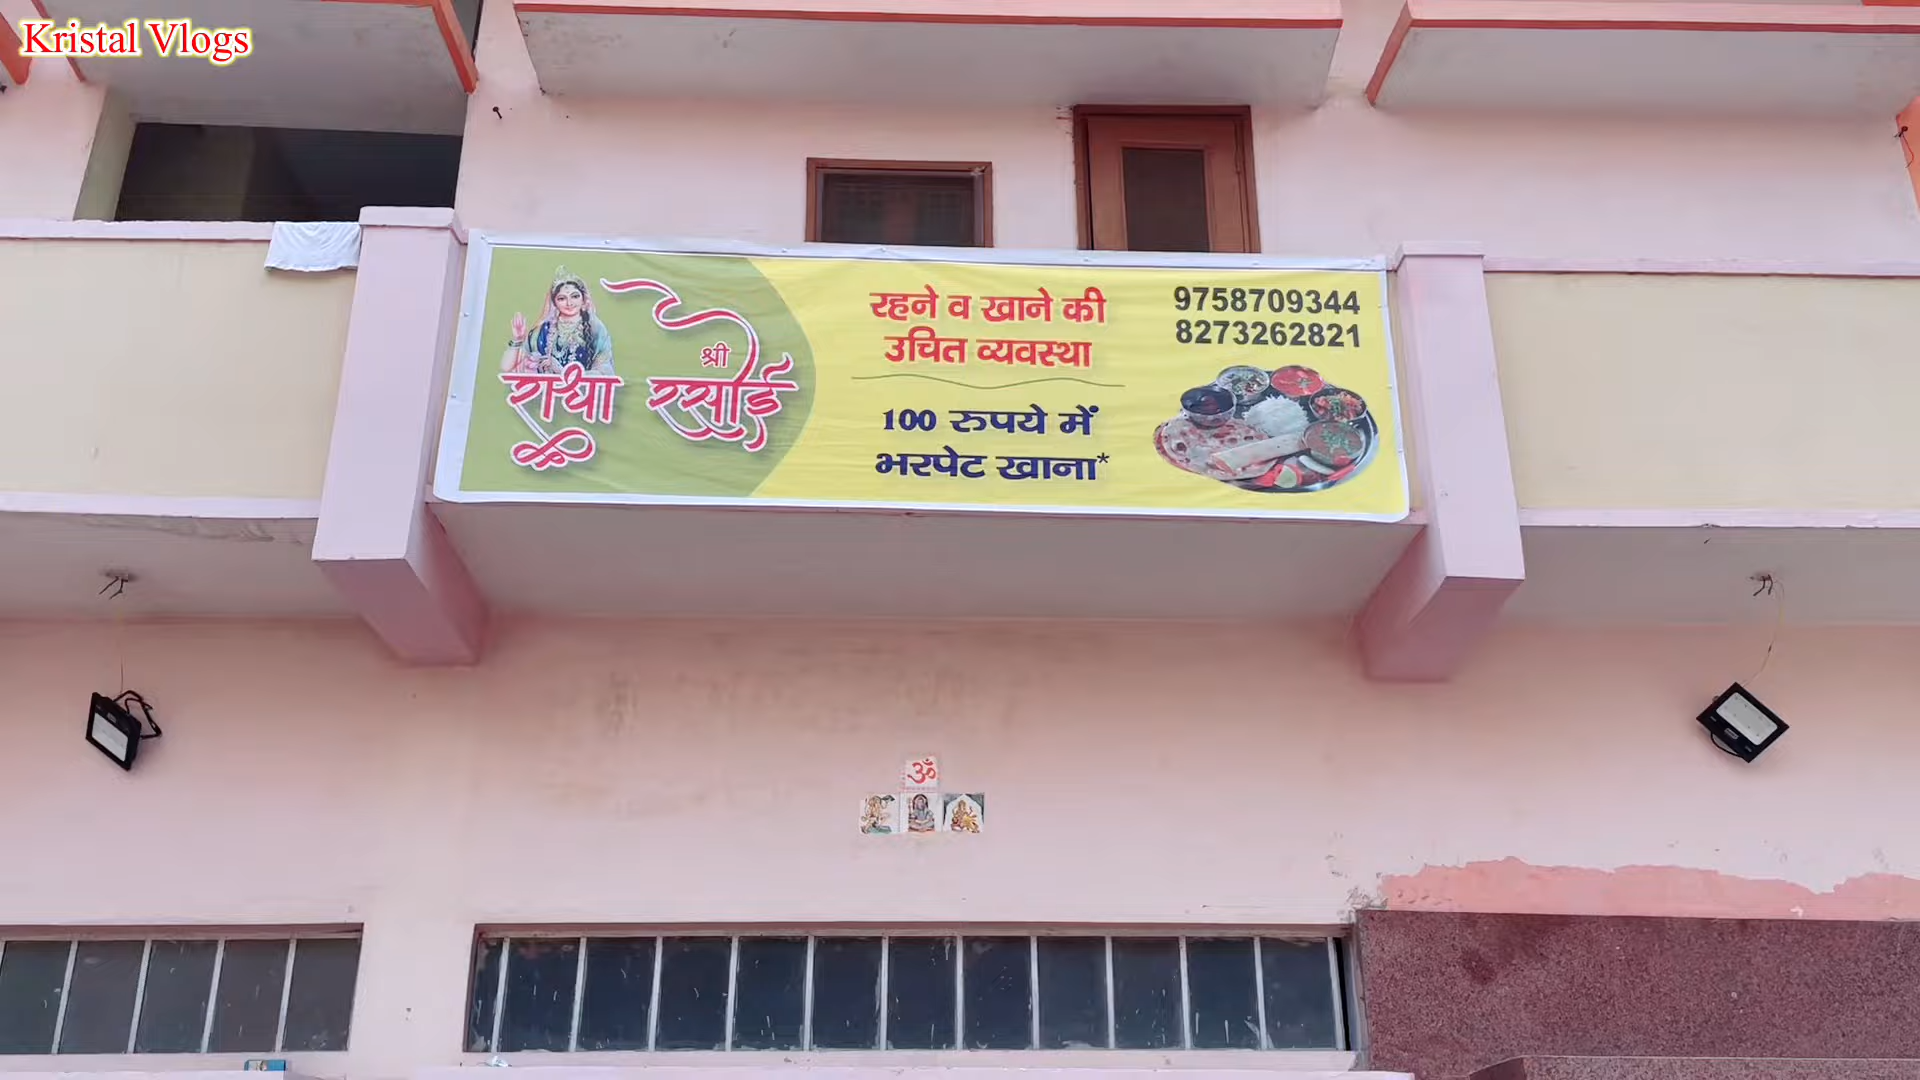 Kristal Vlogs
श्री
राधा रसोई
रहने व खाने की
उचित व्यवस्था
100 रुपये में
भरपेट खाना*
9758709344
8273262821
ॐ